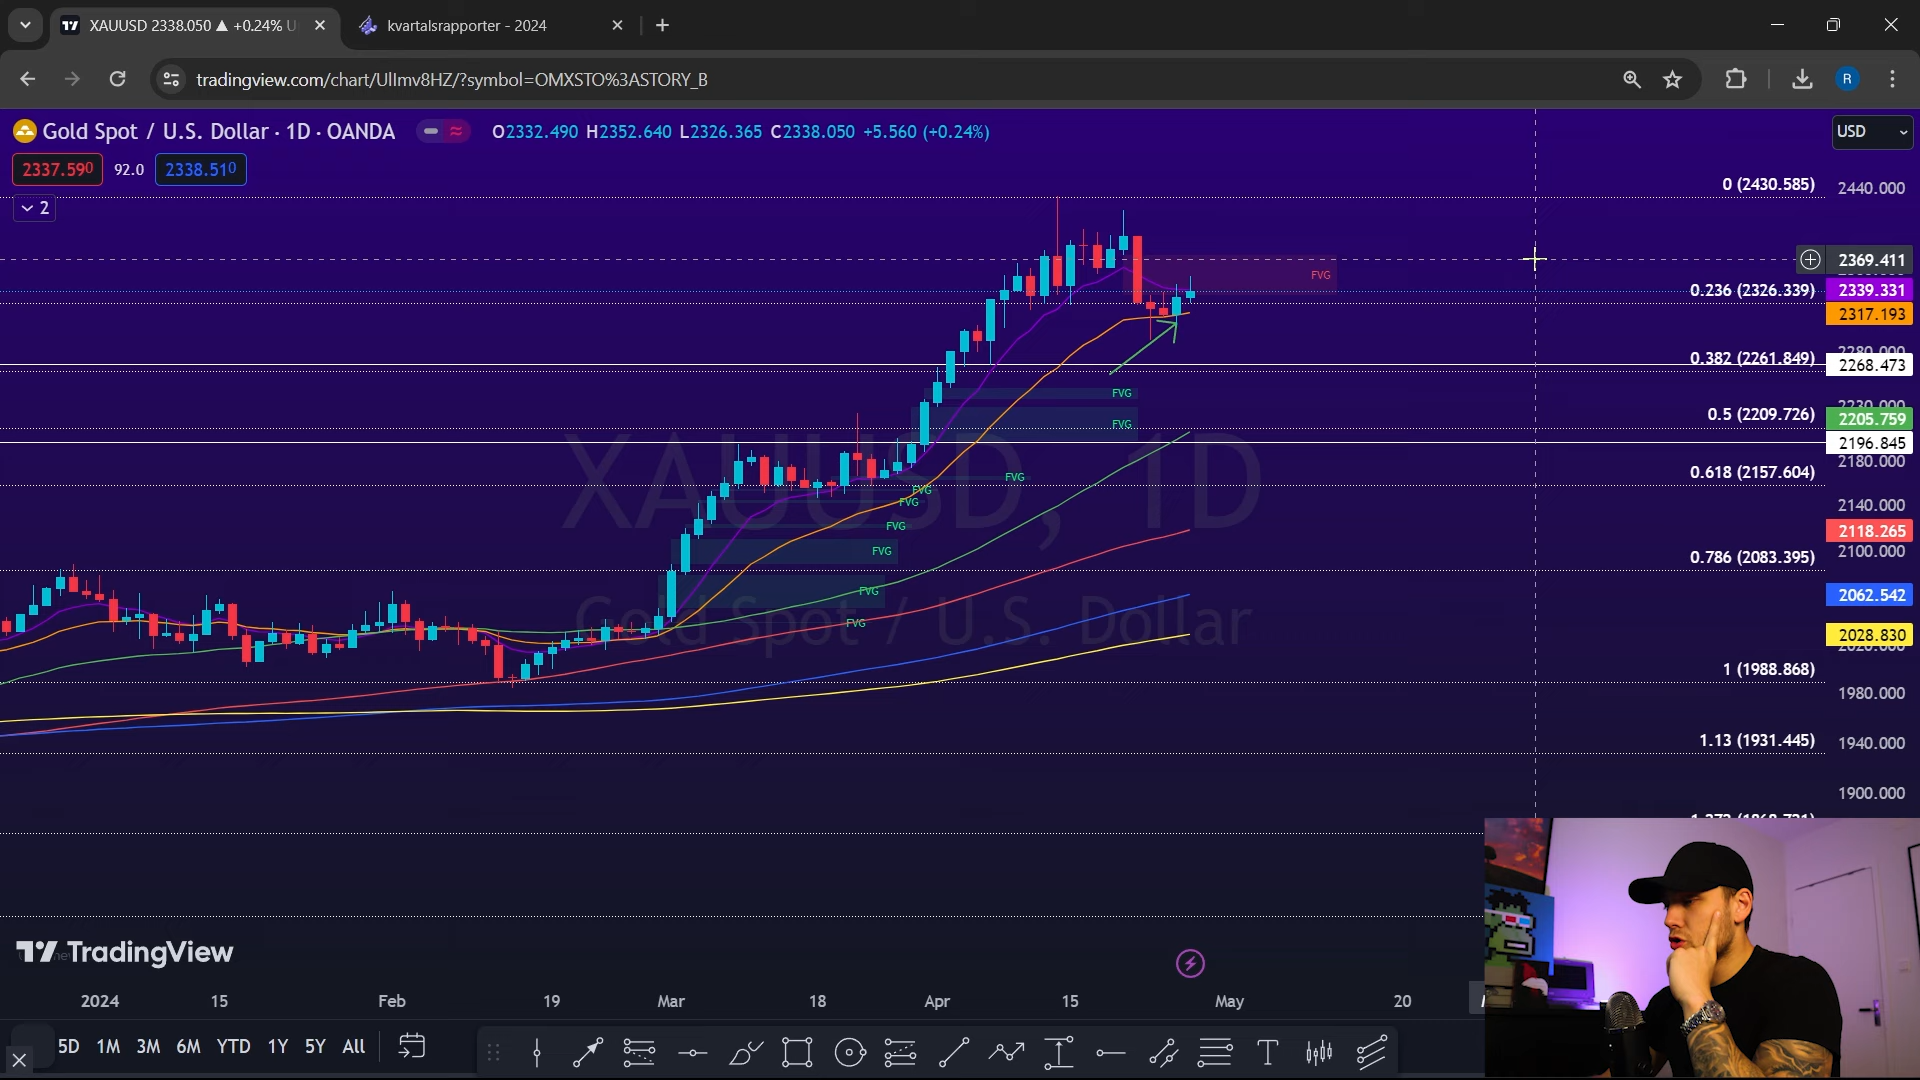 XAUUSD 2338.050 ▲ +0.24% U
kvartalsrapporter - 2024
tradingview.com/chart/UlImv8HZ/?symbol=OMXSTO%3ASTORY_B
R
Gold Spot / U.S. Dollar · 1D · OANDA
O2332.490 H2352.640 L2326.365 C2338.050 +5.560 (+0.24%)
USD
2337.590 92.0 2338.510
2
0 (2430.585)
2440.000
2369.411
FVG
0.236 (2326.339)
2339.331
2317.193
0.382 (2261.849)
2280.000
2268.473
FVG
2230.000
0.5 (2209.726)
2205.759
FVG
2196.845
XAUUSD, 1D
2180.000
0.618 (2157.604)
FVG
FVG
FVG
2140.000
FVG
2118.265
FVG
2100.000
0.786 (2083.395)
FVG
2062.542
Gold Spot / U.S. Dollar
FVG
2028.830
2020.000
1 (1988.868)
1980.000
1.13 (1931.445)
1940.000
1900.000
TradingView
2024 15 Feb 19 Mar 18 Apr 15 May 20
5D 1M 3M 6M YTD 1Y 5Y All
T